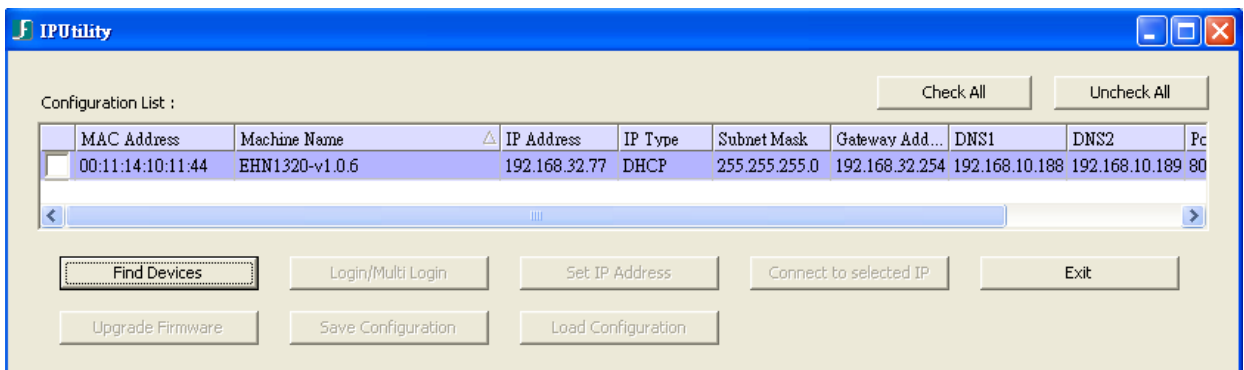 IPUtility
Check All Uncheck All
Configuration List :
MAC Address Machine Name IP Address IP Type Subnet Mask Gateway Add... DNS1 DNS2 Po
00:11:14:10:11:44 EHN1320-v1.0.6 192.168.32.77 DHCP 255.255.255.0 192.168.32.254 192.168.10.188 192.168.10.189 80
Find Devices Login/Multi Login Set IP Address Connect to selected IP Exit
Upgrade Firmware Save Configuration Load Configuration